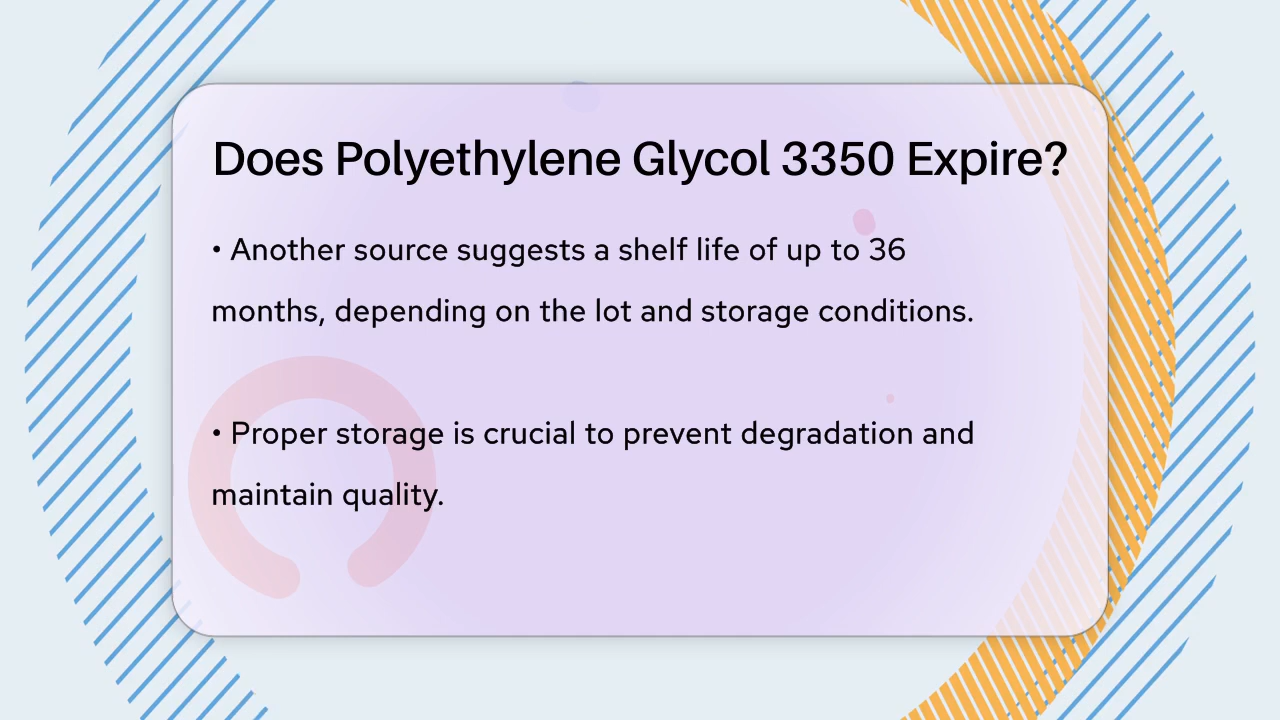 Does Polyethylene Glycol 3350 Expire?
• Another source suggests a shelf life of up to 36
months, depending on the lot and storage conditions.
• Proper storage is crucial to prevent degradation and
maintain quality.